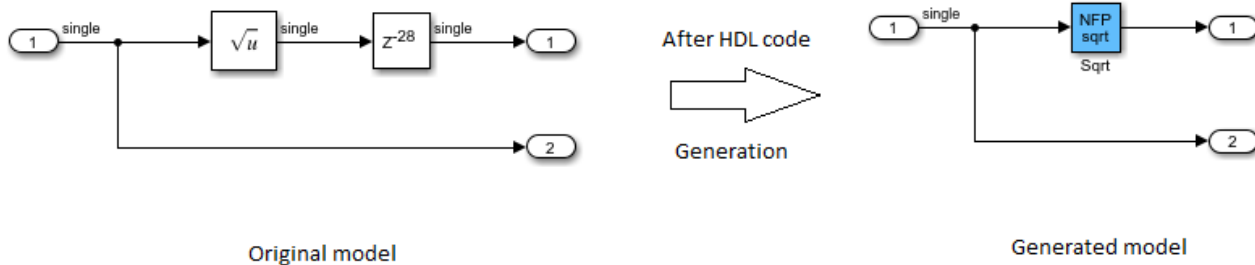 single
1
√u
single
Z-28
single
1
2
Original model
After HDL code
Generation
single
1
NFP
sqrt
Sqrt
1
2
Generated model